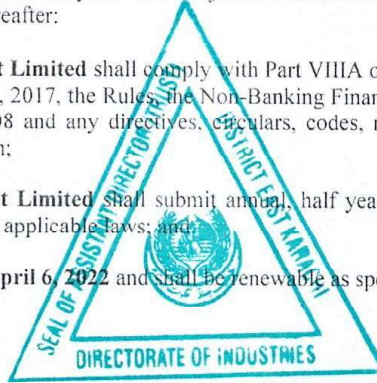 eafter:
t Limited shall comply with Part VIIIA o
, 2017, the Rules, the Non-Banking Finan
08 and any directives, circulars, codes, r
n;
t Limited shall submit annual, half yea
applicable laws; and
pril 6, 2022 and shall be renewable as spe
SEAL OF ASSISTANT DIRECTOR (TRUST)
DISTRICT EAST KARACHI
DIRECTORATE OF INDUSTRIES